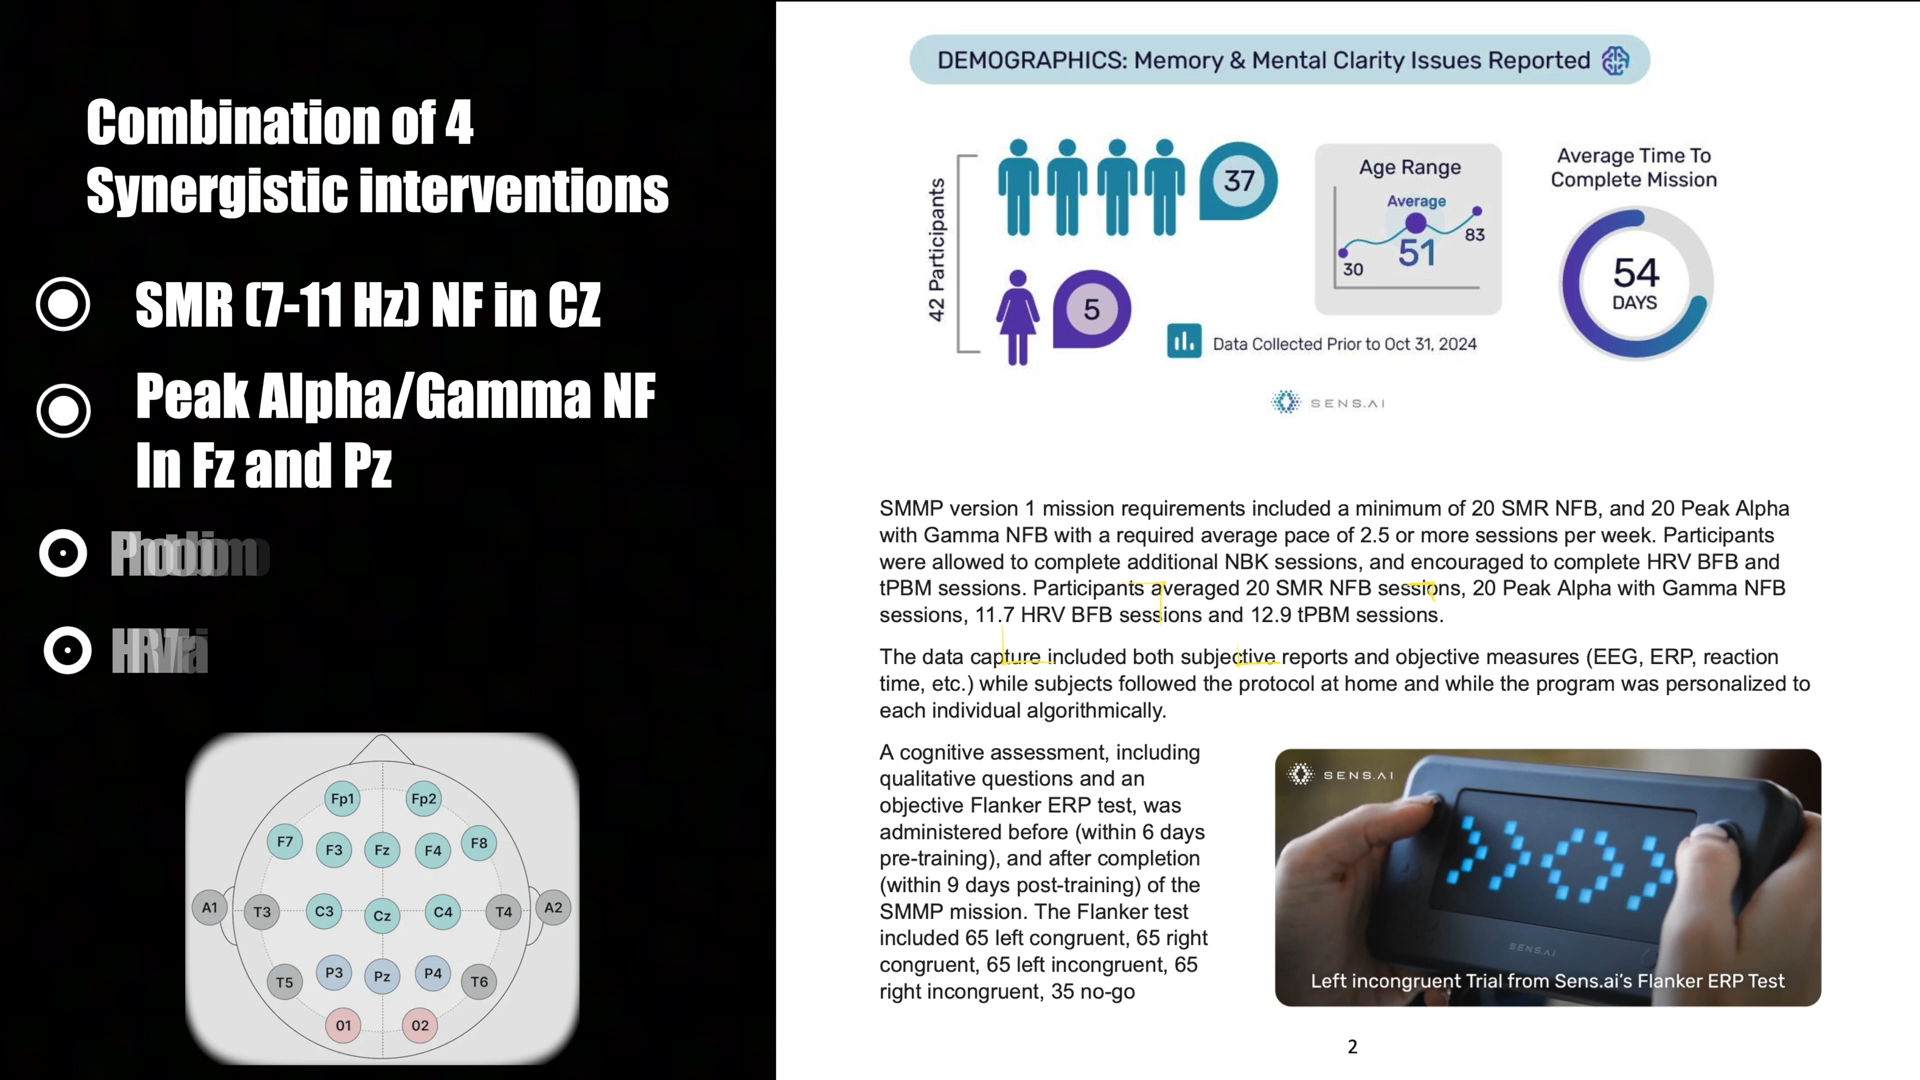 Combination of 4
Synergistic interventions
SMR (7-11 Hz) NF in CZ
Peak Alpha/Gamma NF
In Fz and Pz
Fp1
Fp2
F7
F3
Fz
F4
F8
A1
T3
C3
Cz
C4
T4
A2
T5
P3
Pz
P4
T6
01
02
DEMOGRAPHICS: Memory & Mental Clarity Issues Reported
42 Participants
37
5
Age Range
Average
51
30
83
Data Collected Prior to Oct 31, 2024
Average Time To
Complete Mission
54
DAYS
SENS.AI
SMMP version 1 mission requirements included a minimum of 20 SMR NFB, and 20 Peak Alpha
with Gamma NFB with a required average pace of 2.5 or more sessions per week. Participants
were allowed to complete additional NBK sessions, and encouraged to complete HRV BFB and
tPBM sessions. Participants averaged 20 SMR NFB sessions, 20 Peak Alpha with Gamma NFB
sessions, 11.7 HRV BFB sessions and 12.9 tPBM sessions.
The data capture included both subjective reports and objective measures (EEG, ERP, reaction
time, etc.) while subjects followed the protocol at home and while the program was personalized to
each individual algorithmically.
A cognitive assessment, including
qualitative questions and an
objective Flanker ERP test, was
administered before (within 6 days
pre-training), and after completion
(within 9 days post-training) of the
SMMP mission. The Flanker test
included 65 left congruent, 65 right
congruent, 65 left incongruent, 65
right incongruent, 35 no-go
SENS.AI
SENS.AI
Left incongruent Trial from Sens.ai's Flanker ERP Test
2